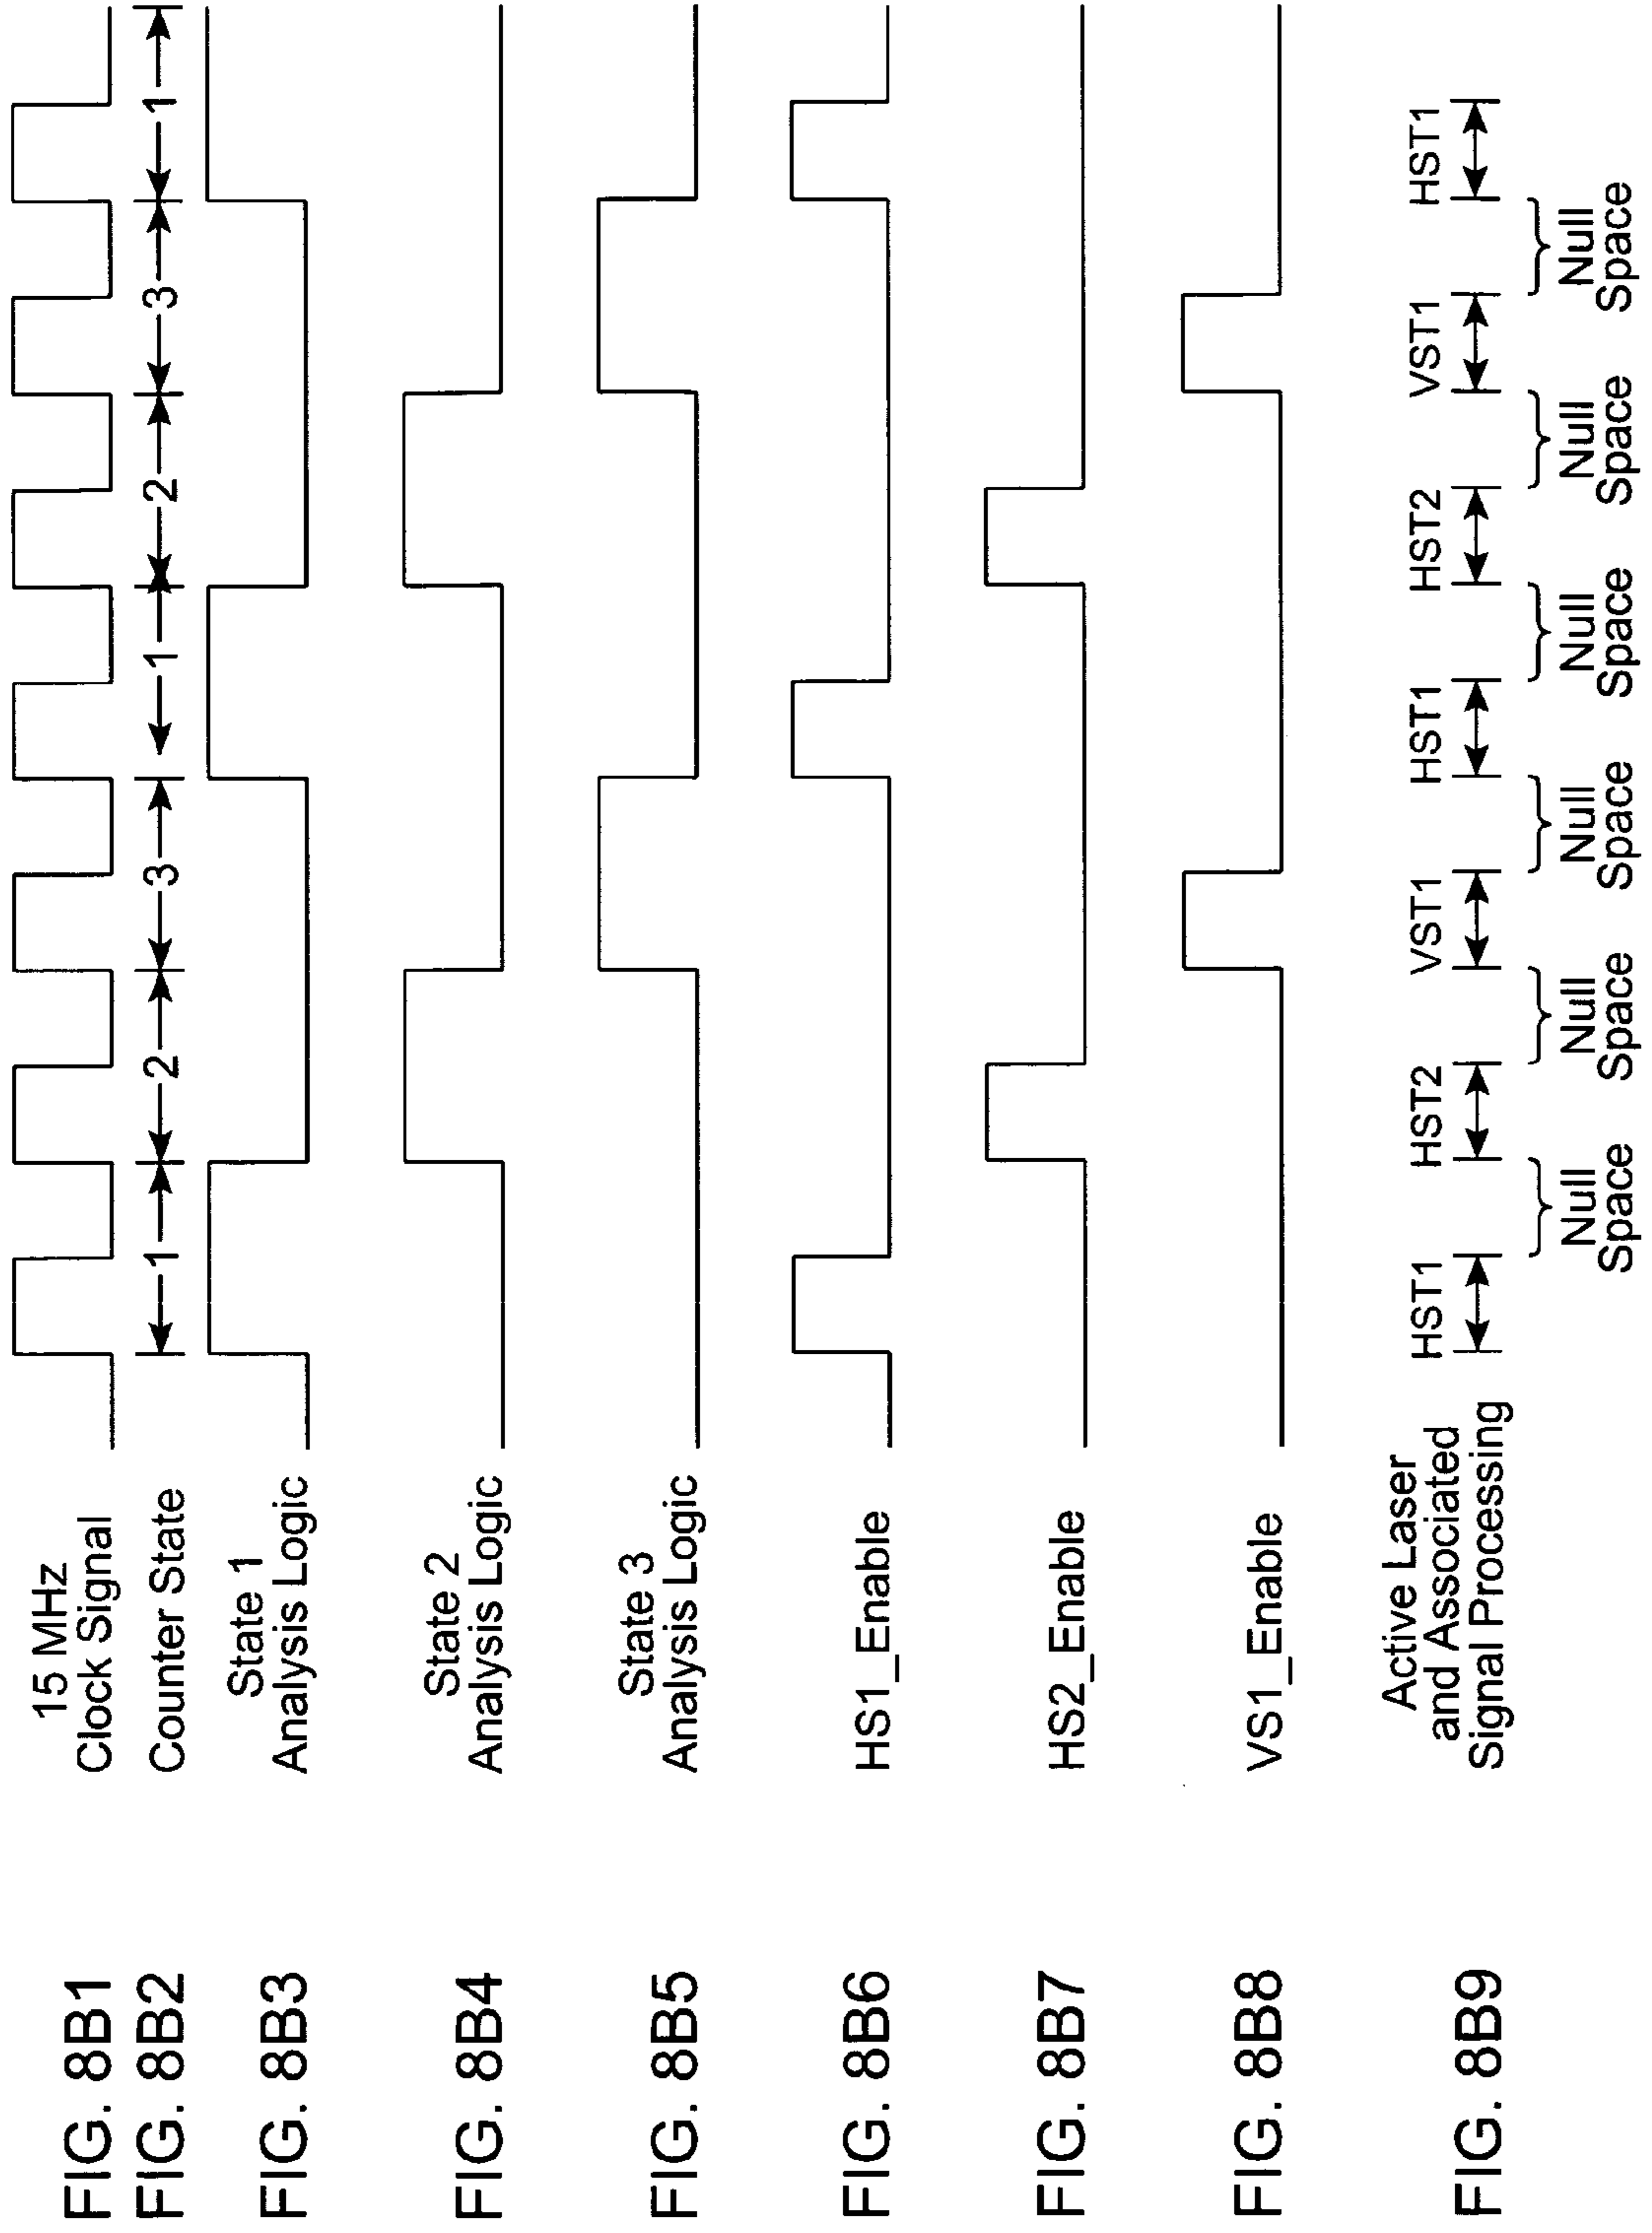 FIG. 8B1
15 MHz
Clock Signal
FIG. 8B2
Counter State
1 2 3 1 2 3 1
FIG. 8B3
State 1
Analysis Logic
FIG. 8B4
State 2
Analysis Logic
FIG. 8B5
State 3
Analysis Logic
FIG. 8B6
HS1_Enable
FIG. 8B7
HS2_Enable
FIG. 8B8
VS1_Enable
FIG. 8B9
Active Laser
and Associated
Signal Processing
HST1 HST2 VST1 HST1 HST2 VST1 HST1
Null Null Null Null Null Null
Space Space Space Space Space Space